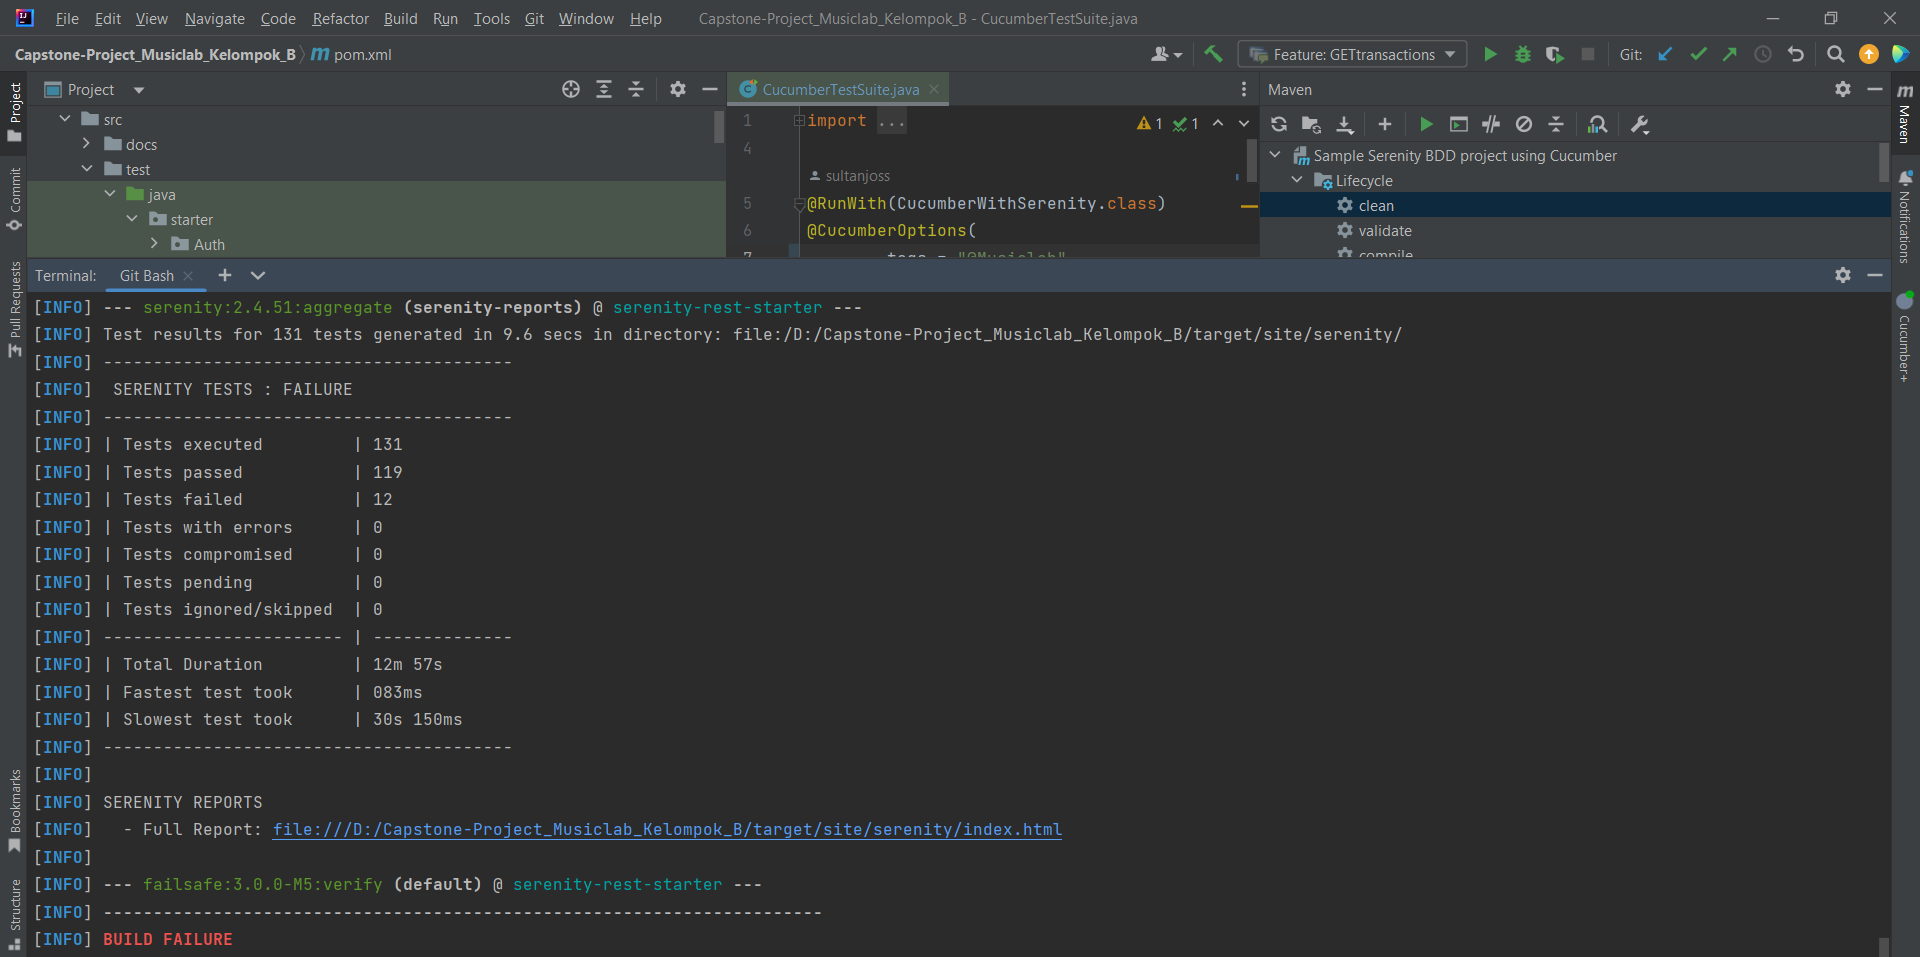 File Edit View Navigate Code Refactor Build Run Tools Git Window Help Capstone-Project_Musiclab_Kelompok_B - CucumberTestSuite.java
Capstone-Project_Musiclab_Kelompok_B m pom.xml Feature: GETtransactions Git:
Project
src
docs
test
java
starter
Auth
CucumberTestSuite.java
1 import ... 1 1
4
sultanjoss
5 @RunWith(CucumberWithSerenity.class)
6 @CucumberOptions(
7 tags = "@Musiclab"
Maven
Sample Serenity BDD project using Cucumber
Lifecycle
clean
validate
compile
Project
Commit
Pull Requests
Bookmarks
Structure
m Maven
Notifications
Cucumber+
Terminal: Git Bash
[INFO] --- serenity:2.4.51:aggregate (serenity-reports) @ serenity-rest-starter ---
[INFO] Test results for 131 tests generated in 9.6 secs in directory: file:/D:/Capstone-Project_Musiclab_Kelompok_B/target/site/serenity/
[INFO] -----------------------------------------
[INFO] SERENITY TESTS : FAILURE
[INFO] -----------------------------------------
[INFO] | Tests executed | 131
[INFO] | Tests passed | 119
[INFO] | Tests failed | 12
[INFO] | Tests with errors | 0
[INFO] | Tests compromised | 0
[INFO] | Tests pending | 0
[INFO] | Tests ignored/skipped | 0
[INFO] ------------------------ | --------------
[INFO] | Total Duration | 12m 57s
[INFO] | Fastest test took | 083ms
[INFO] | Slowest test took | 30s 150ms
[INFO] -----------------------------------------
[INFO]
[INFO] SERENITY REPORTS
[INFO] - Full Report: file:///D:/Capstone-Project_Musiclab_Kelompok_B/target/site/serenity/index.html
[INFO]
[INFO] --- failsafe:3.0.0-M5:verify (default) @ serenity-rest-starter ---
[INFO] ------------------------------------------------------------------------
[INFO] BUILD FAILURE